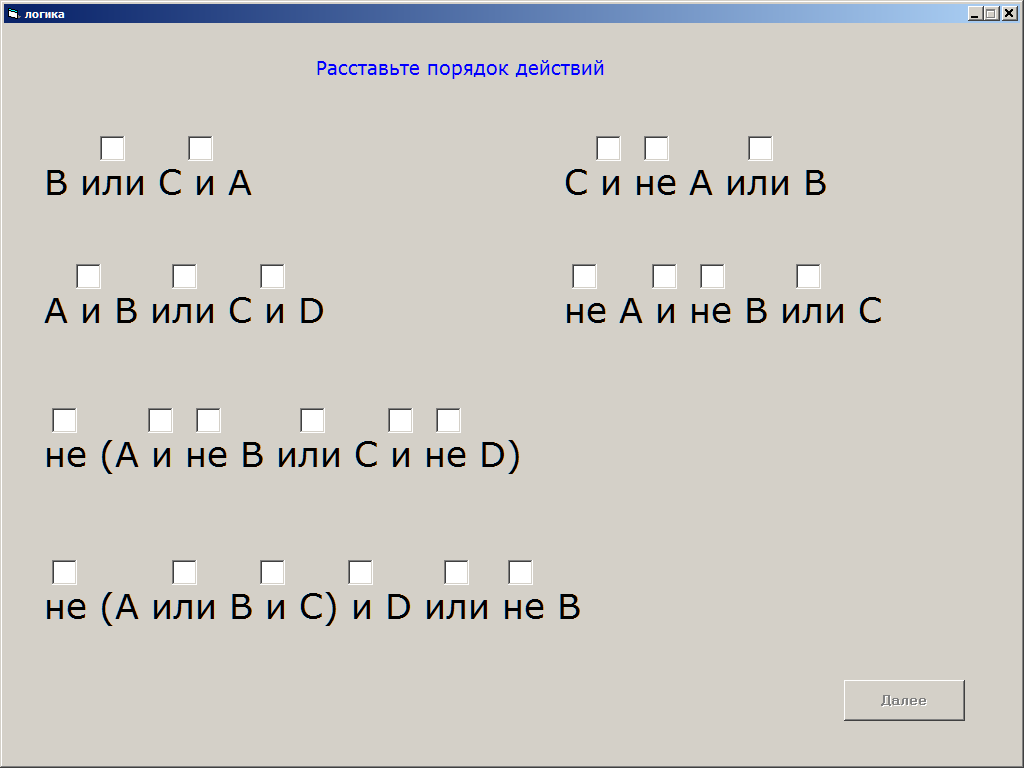 логика
Расставьте порядок действий
В или С и А
С и не А или В
А и В или С и D
не А и не В или С
не (А и не В или С и не D)
не (А или В и С) и D или не В
Далее